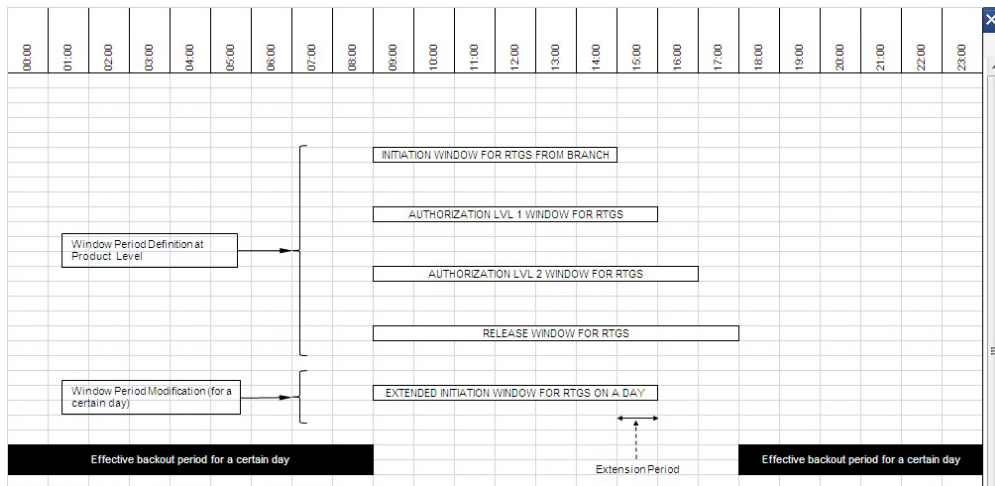 00:00 01:00 02:00 03:00 04:00 05:00 06:00 07:00 08:00 09:00 10:00 11:00 12:00 13:00 14:00 15:00 16:00 17:00 18:00 19:00 20:00 21:00 22:00 23:00
INITIATION WINDOW FOR RTGS FROM BRANCH
AUTHORIZATION LVL 1 WINDOW FOR RTGS
Window Period Definition at
Product Level
AUTHORIZATION LVL 2 WINDOW FOR RTGS
RELEASE WINDOW FOR RTGS
Window Period Modification (for a
certain day)
EXTENDED INITIATION WINDOW FOR RTGS ON A DAY
Effective backout period for a certain day
Effective backout period for a certain day
Extension Period